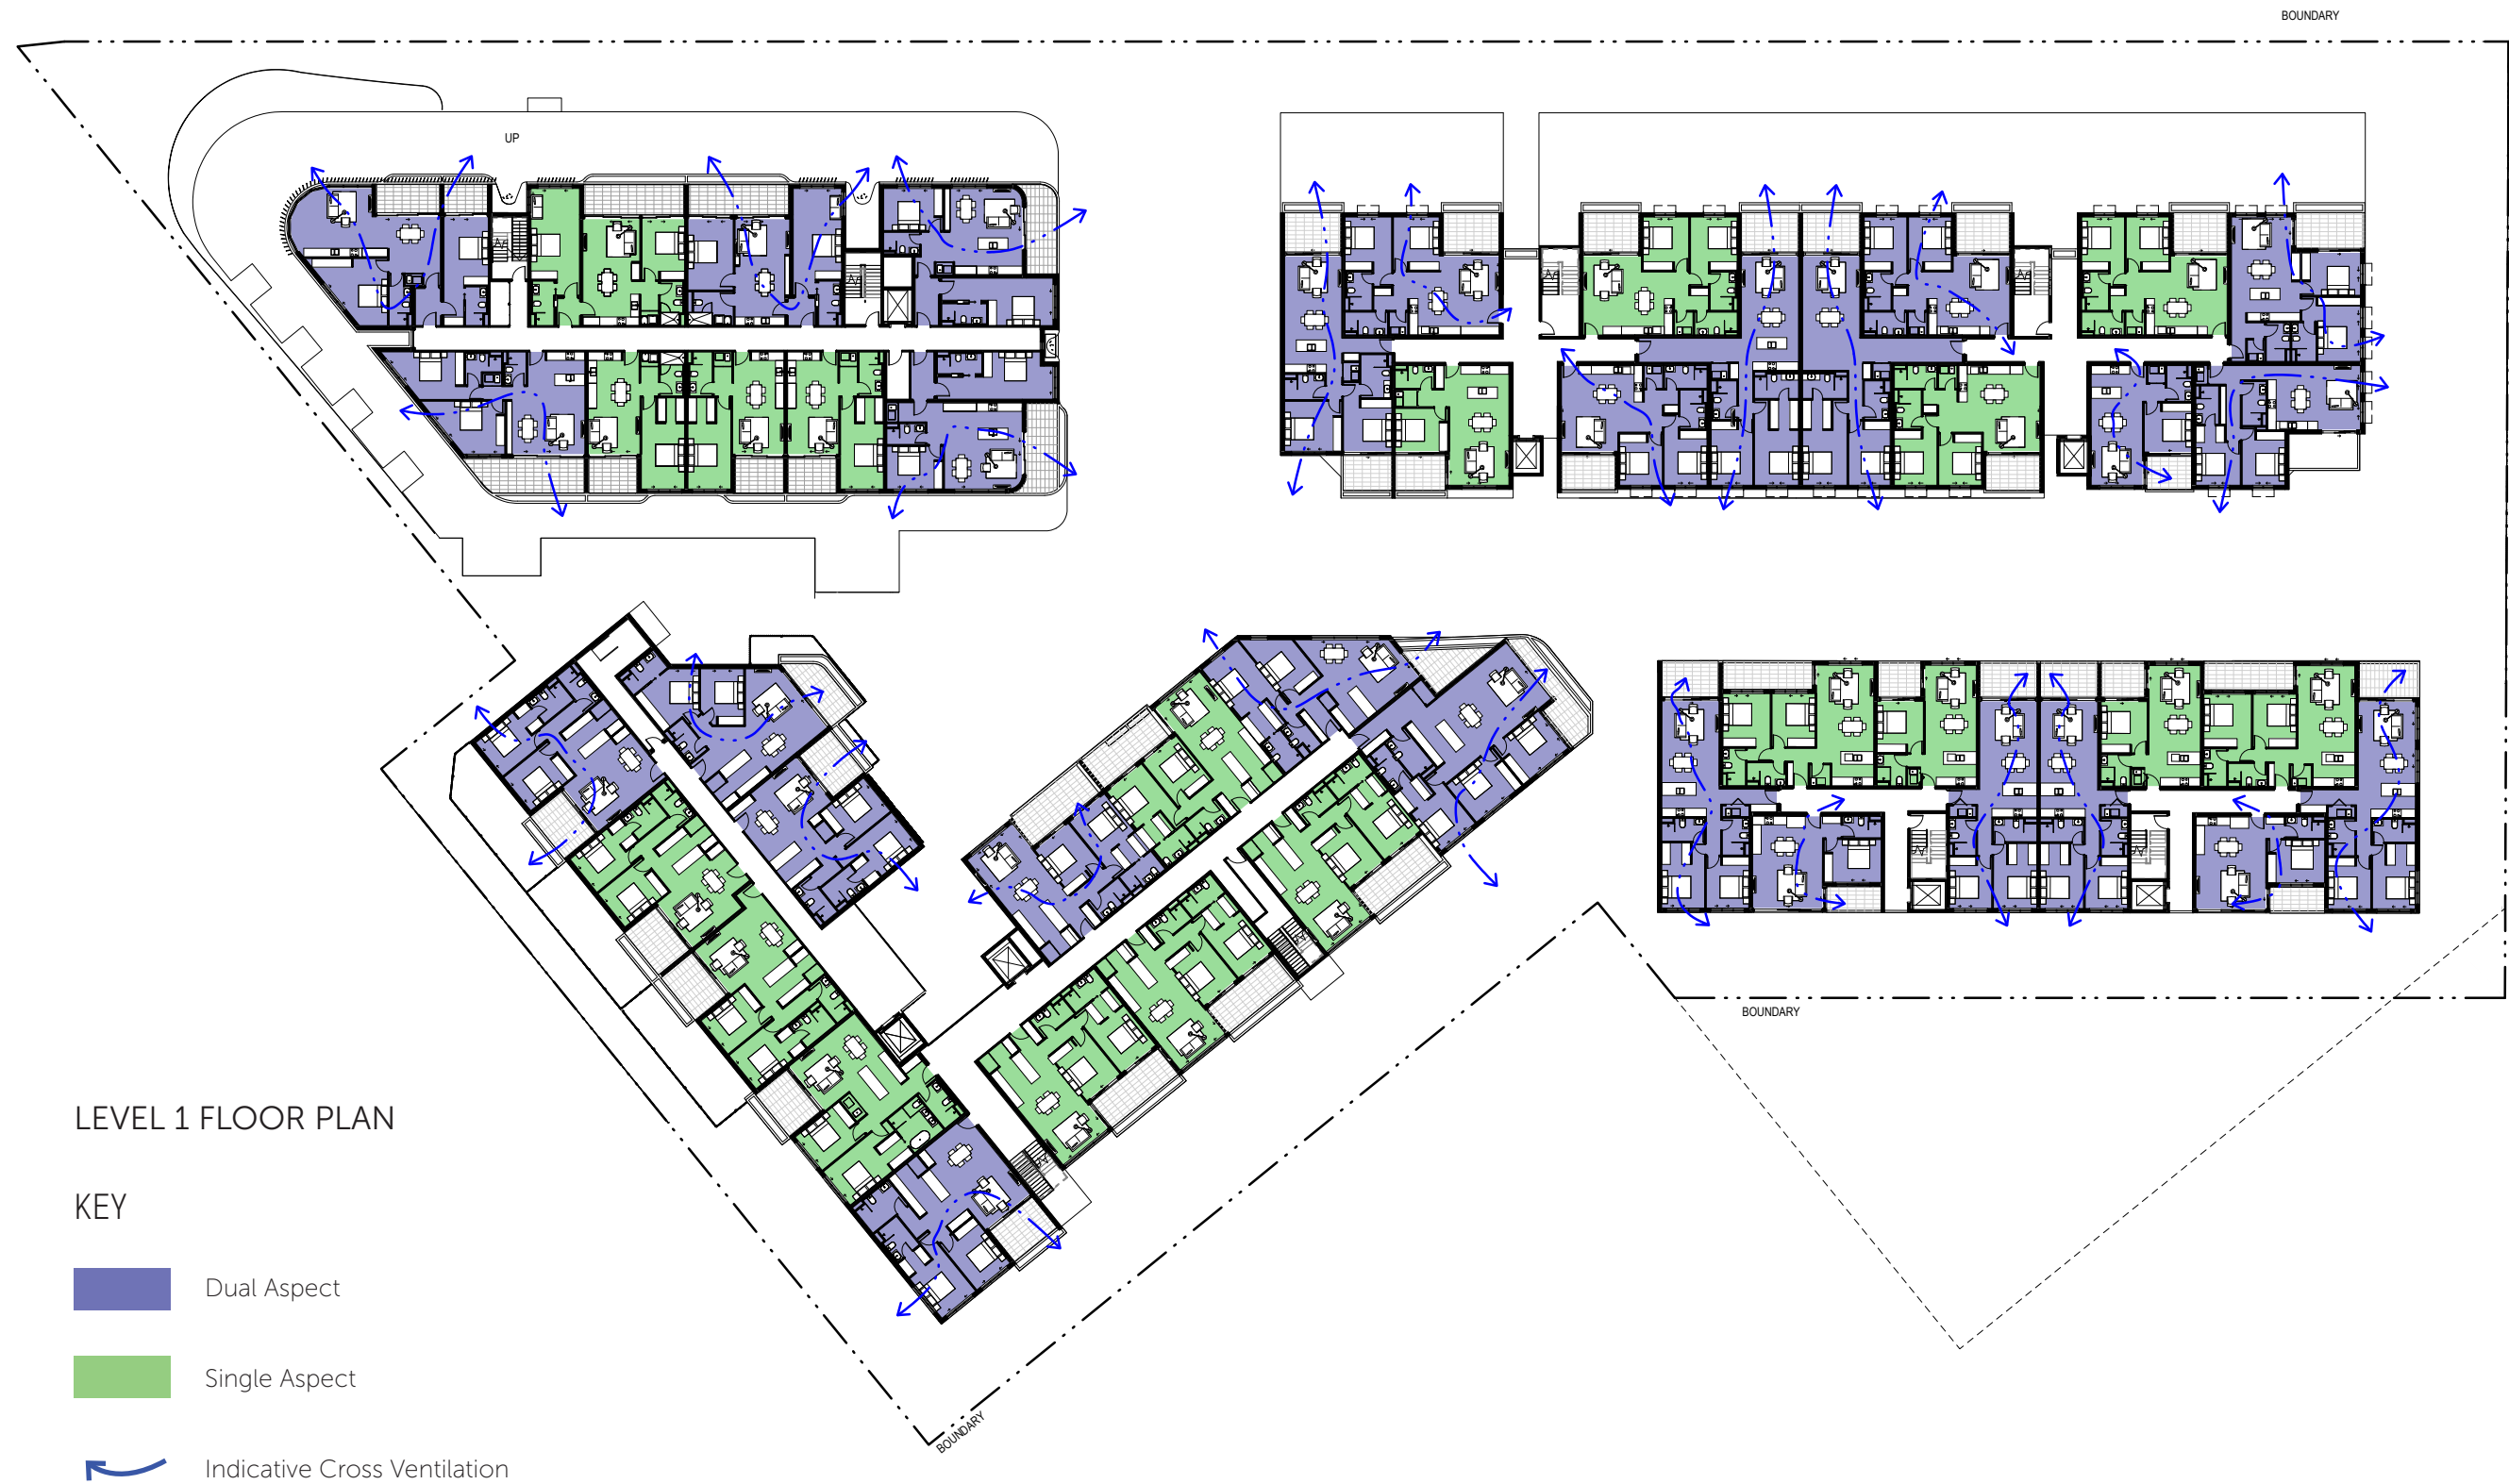 BOUNDARY
UP
BOUNDARY
LEVEL 1 FLOOR PLAN
KEY
Dual Aspect
Single Aspect
BOUNDARY
Indicative Cross Ventilation